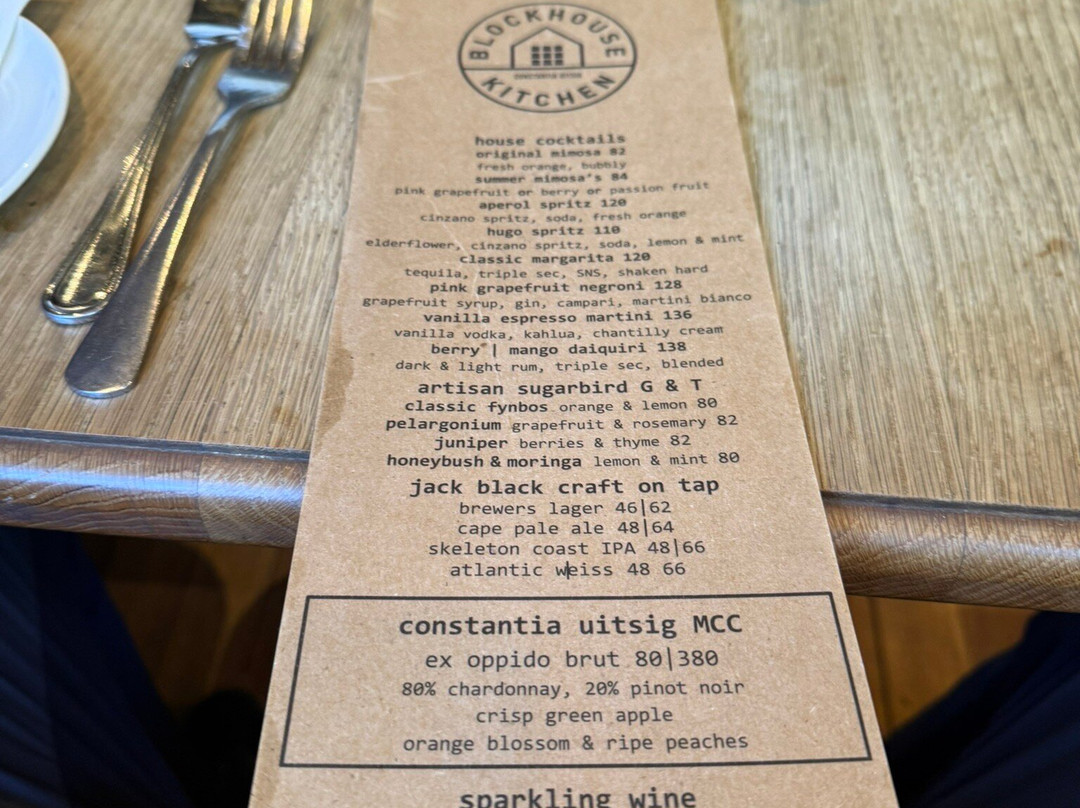 BLOCKHOUSE
KITCHEN
house cocktails
original mimosa 82
fresh orange, bubbly
summer mimosa's 84
pink grapefruit or berry or passion fruit
aperol spritz 120
cinzano spritz, soda, fresh orange
hugo spritz 110
elderflower, cinzano spritz, soda, lemon & mint
classic margarita 120
tequila, triple sec, SNS, shaken hard
pink grapefruit negroni 128
grapefruit syrup, gin, campari, martini bianco
vanilla espresso martini 136
vanilla vodka, kahlua, chantilly cream
berry | mango daiquiri 138
dark & light rum, triple sec, blended
artisan sugarbird G & T
classic fynbos orange & lemon 80
pelargonium grapefruit & rosemary 82
juniper berries & thyme 82
honeybush & moringa lemon & mint 80
jack black craft on tap
brewers lager 46|62
cape pale ale 48|64
skeleton coast IPA 48|66
atlantic weiss 48 66
constantia uitsig MCC
ex oppido brut 80|380
80% chardonnay, 20% pinot noir
crisp green apple
orange blossom & ripe peaches
sparkling wine